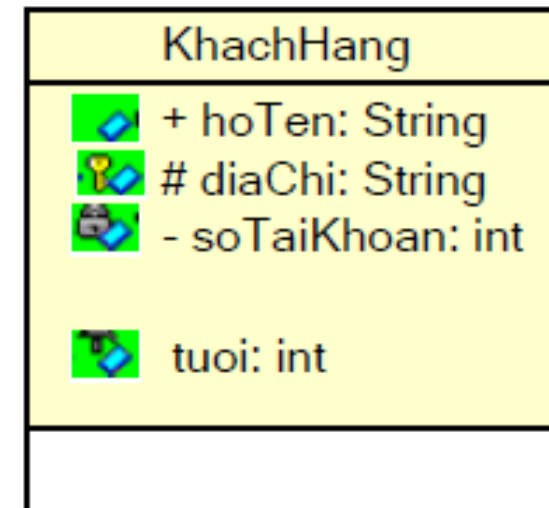 KhachHang
+ hoTen: String
# diaChi: String
- soTaiKhoan: int
tuoi: int